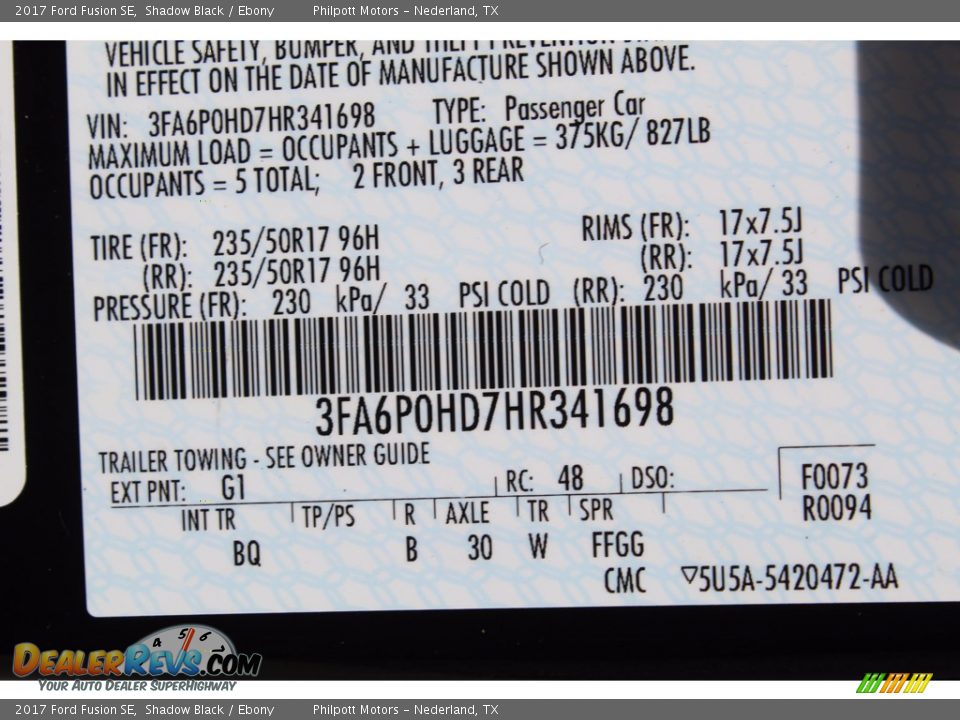 2017 Ford Fusion SE, Shadow Black / Ebony Philpott Motors - Nederland, TX
VEHICLE SAFETY, BUMPER, AND THEFT PREVENTION
IN EFFECT ON THE DATE OF MANUFACTURE SHOWN ABOVE.
VIN: 3FA6P0HD7HR341698 TYPE: Passenger Car
MAXIMUM LOAD = OCCUPANTS + LUGGAGE = 375KG/ 827LB
OCCUPANTS = 5 TOTAL; 2 FRONT, 3 REAR
TIRE (FR): 235/50R17 96H RIMS (FR): 17x7.5J
(RR): 235/50R17 96H (RR): 17x7.5J
PRESSURE (FR): 230 kPa/ 33 PSI COLD (RR): 230 kPa/ 33 PSI COLD
3FA6P0HD7HR341698
TRAILER TOWING - SEE OWNER GUIDE
EXT PNT: G1 RC: 48 DSO: F0073
INT TR TP/PS R AXLE TR SPR R0094
BQ B 30 W FFGG
CMC ▽5U5A-5420472-AA
4 5 6
DEALERREVS.COM
YOUR AUTO DEALER SUPERHIGHWAY
2017 Ford Fusion SE, Shadow Black / Ebony Philpott Motors - Nederland, TX